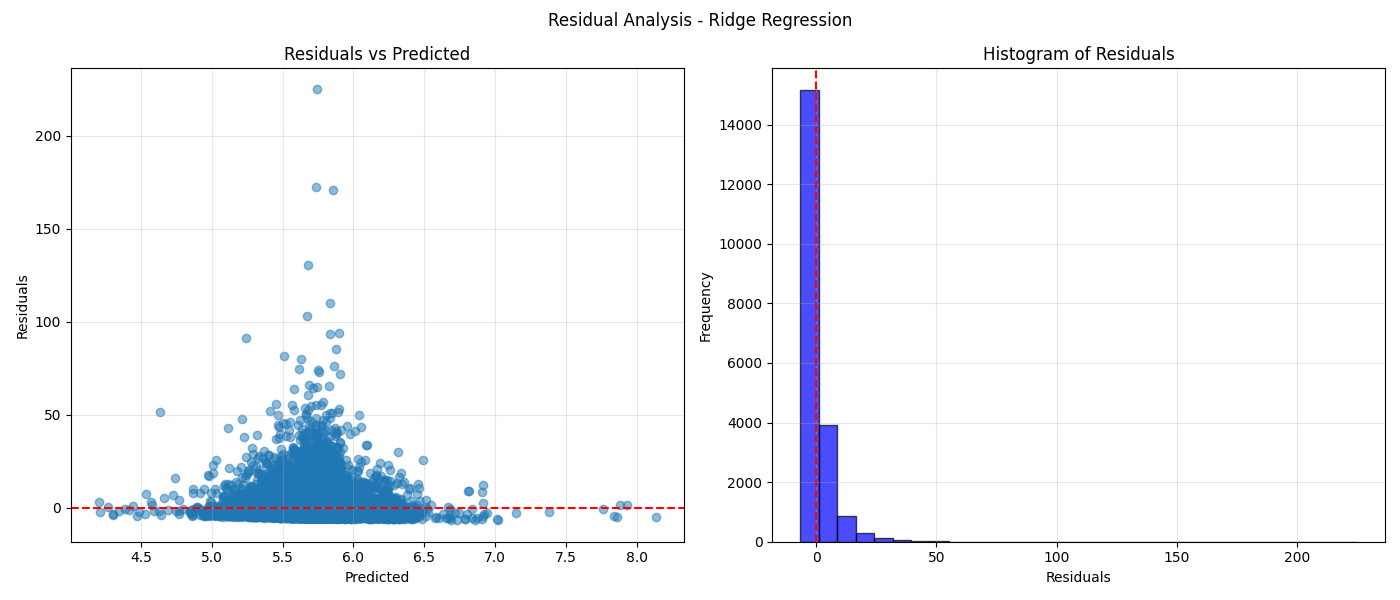 Residual Analysis - Ridge Regression
Residuals vs Predicted
200
150
100
50
0
Residuals
4.5 5.0 5.5 6.0 6.5 7.0 7.5 8.0
Predicted
Histogram of Residuals
14000
12000
10000
8000
6000
4000
2000
0
Frequency
0 50 100 150 200
Residuals